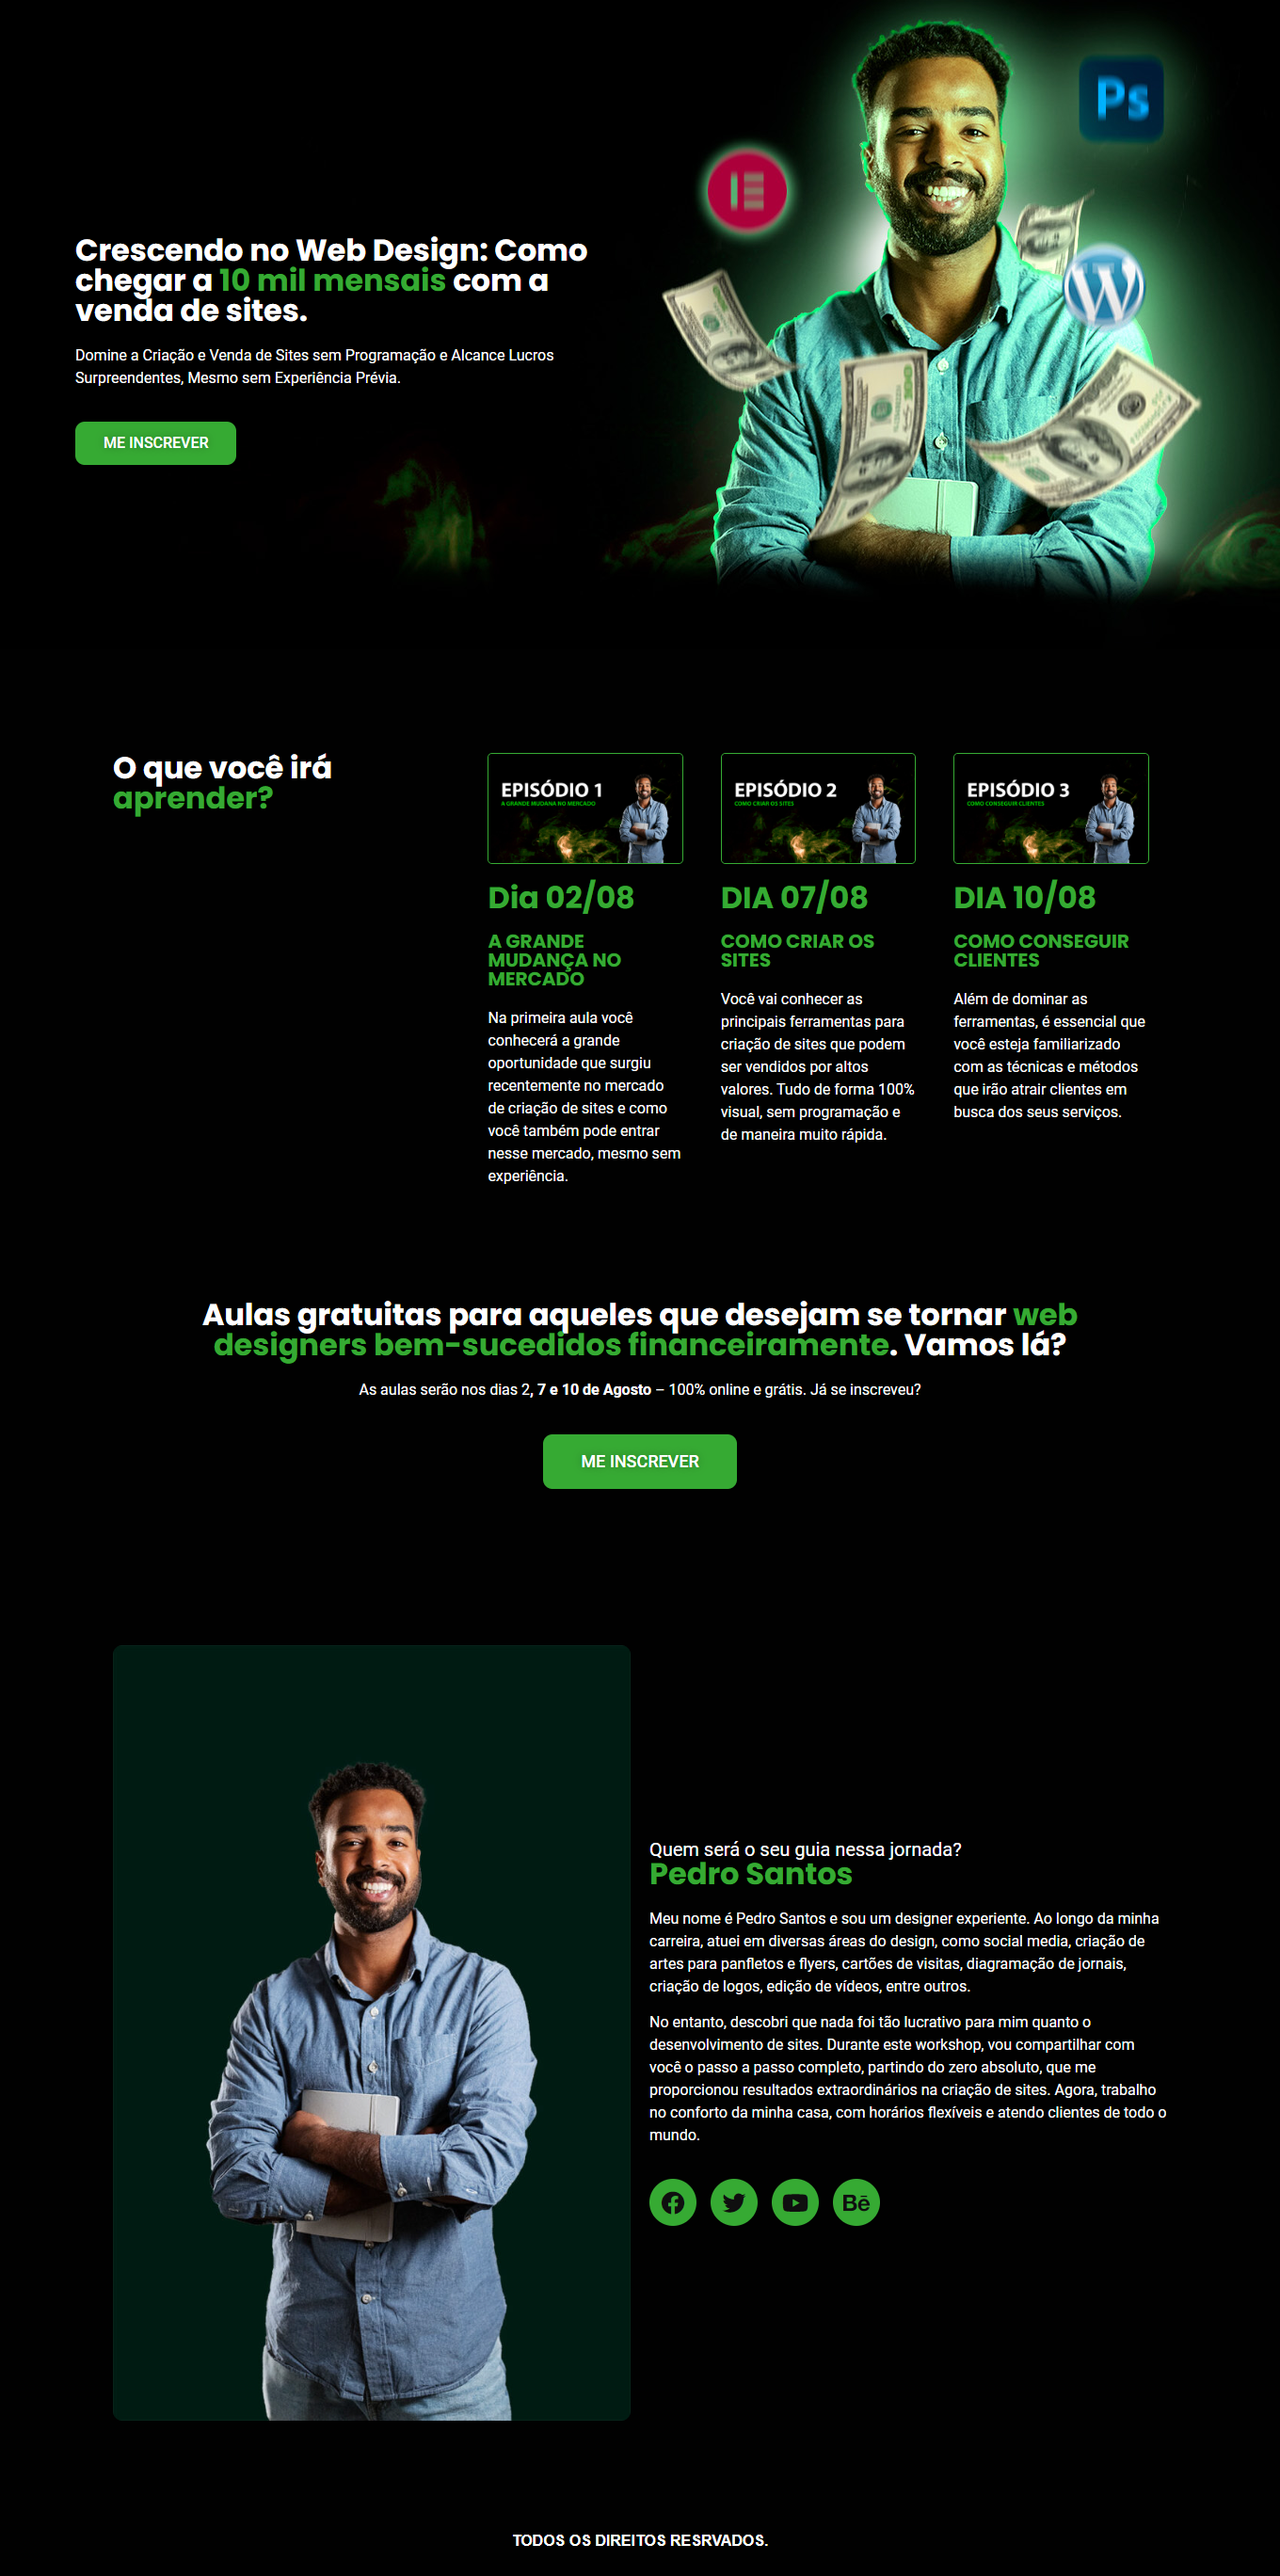 Ps
Crescendo no Web Design: Como
chegar a 10 mil mensais com a
venda de sites.
Domine a Criação e Venda de Sites sem Programação e Alcance Lucros
Surpreendentes, Mesmo sem Experiência Prévia.
ME INSCREVER
O que você irá
aprender?
EPISÓDIO 1
A GRANDE MUDANA NO MERCADO
Dia 02/08
A GRANDE
MUDANÇA NO
MERCADO
Na primeira aula você
conhecerá a grande
oportunidade que surgiu
recentemente no mercado
de criação de sites e como
você também pode entrar
nesse mercado, mesmo sem
experiência.
EPISÓDIO 2
COMO CRIAR OS SITES
DIA 07/08
COMO CRIAR OS
SITES
Você vai conhecer as
principais ferramentas para
criação de sites que podem
ser vendidos por altos
valores. Tudo de forma 100%
visual, sem programação e
de maneira muito rápida.
EPISÓDIO 3
COMO CONSEGUIR CLIENTES
DIA 10/08
COMO CONSEGUIR
CLIENTES
Além de dominar as
ferramentas, é essencial que
você esteja familiarizado
com as técnicas e métodos
que irão atrair clientes em
busca dos seus serviços.
Aulas gratuitas para aqueles que desejam se tornar web
designers bem-sucedidos financeiramente. Vamos lá?
As aulas serão nos dias 2, 7 e 10 de Agosto – 100% online e grátis. Já se inscreveu?
ME INSCREVER
Quem será o seu guia nessa jornada?
Pedro Santos
Meu nome é Pedro Santos e sou um designer experiente. Ao longo da minha
carreira, atuei em diversas áreas do design, como social media, criação de
artes para panfletos e flyers, cartões de visitas, diagramação de jornais,
criação de logos, edição de vídeos, entre outros.
No entanto, descobri que nada foi tão lucrativo para mim quanto o
desenvolvimento de sites. Durante este workshop, vou compartilhar com
você o passo a passo completo, partindo do zero absoluto, que me
proporcionou resultados extraordinários na criação de sites. Agora, trabalho
no conforto da minha casa, com horários flexíveis e atendo clientes de todo o
mundo.
Bē
TODOS OS DIREITOS RESRVADOS.